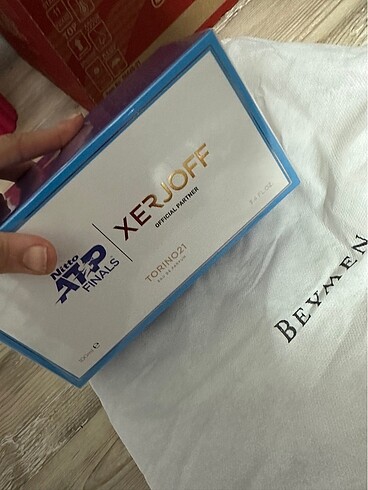 Nitto
ATP
FINALS
XERJOFF
OFFICIAL PARTNER
TORINO21
EAU DE PARFUM
100ml ℮
3.4 FL.OZ
BEYMEN